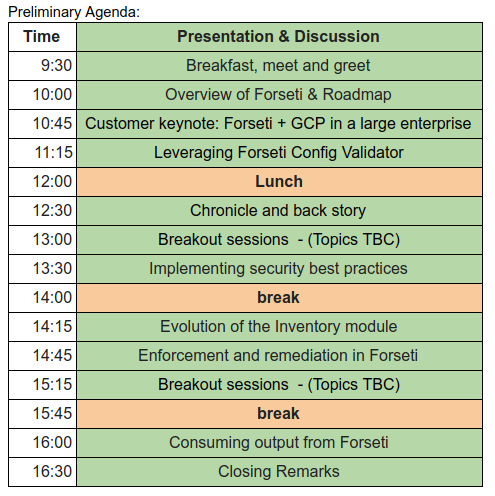 Preliminary Agenda:
Time Presentation & Discussion
9:30 Breakfast, meet and greet
10:00 Overview of Forseti & Roadmap
10:45 Customer keynote: Forseti + GCP in a large enterprise
11:15 Leveraging Forseti Config Validator
12:00 Lunch
12:30 Chronicle and back story
13:00 Breakout sessions - (Topics TBC)
13:30 Implementing security best practices
14:00 break
14:15 Evolution of the Inventory module
14:45 Enforcement and remediation in Forseti
15:15 Breakout sessions - (Topics TBC)
15:45 break
16:00 Consuming output from Forseti
16:30 Closing Remarks